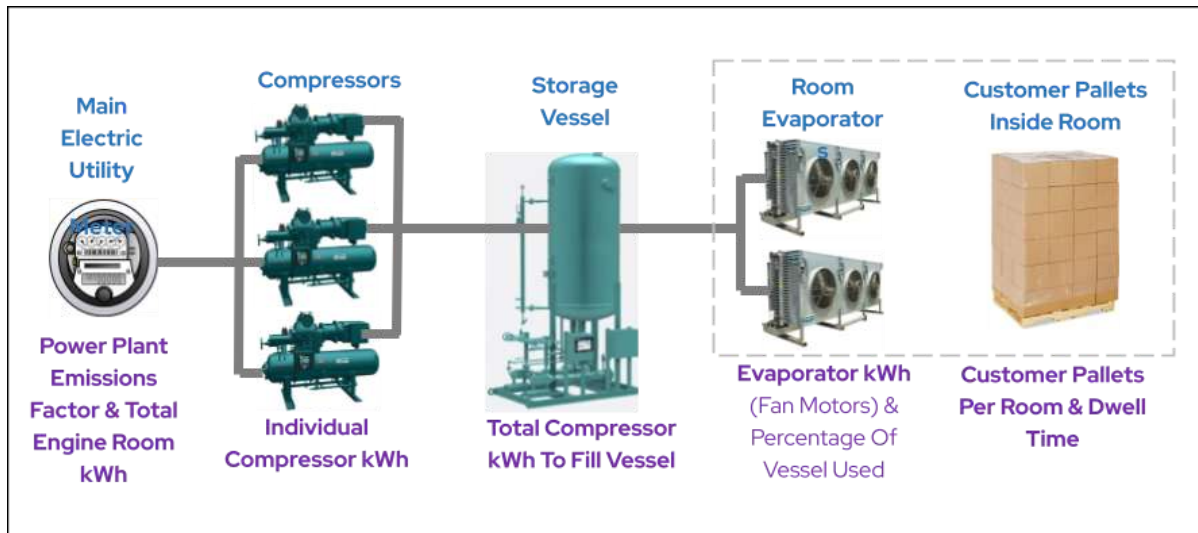 Main
Electric
Utility
Meter
Power Plant
Emissions
Factor & Total
Engine Room
kWh
Compressors
Individual
Compressor kWh
Storage
Vessel
Total Compressor
kWh To Fill Vessel
Room
Evaporator
s
Evaporator kWh
(Fan Motors) &
Percentage Of
Vessel Used
Customer Pallets
Inside Room
Customer Pallets
Per Room & Dwell
Time